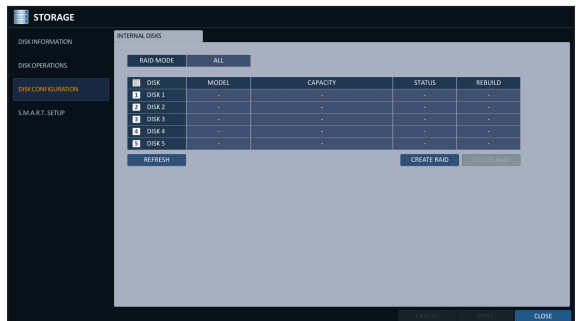 STORAGE
DISK INFORMATION
DISK OPERATIONS
DISK CONFIGURATION
S.M.A.R.T. SETUP
INTERNAL DISKS
RAID MODE ALL
DISK MODEL CAPACITY STATUS REBUILD
1 DISK 1 - - - -
2 DISK 2 - - - -
3 DISK 3 - - - -
4 DISK 4 - - - -
5 DISK 5 - - - -
REFRESH CREATE RAID DELETE RAID
CANCEL APPLY CLOSE